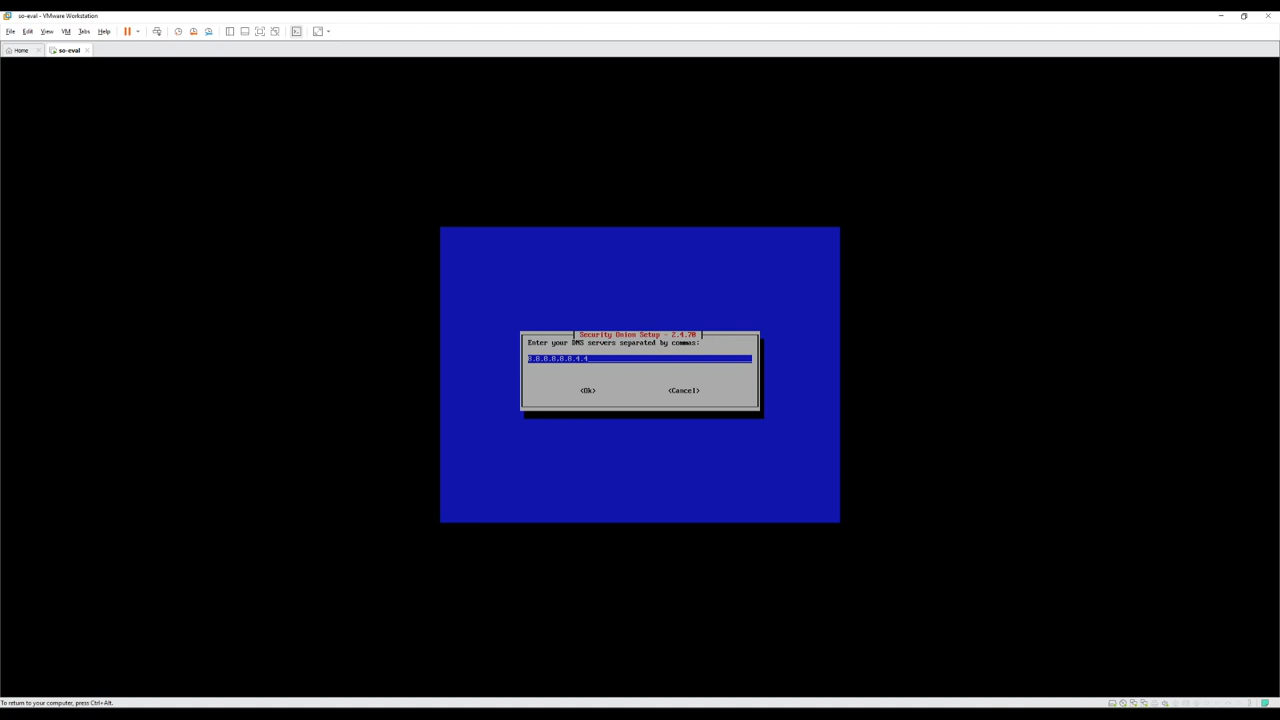 so-eval - VMware Workstation
File Edit View VM Tabs Help
Home so-eval
Security Onion Setup - 2.4.70
Enter your DNS servers separated by commas:
8.8.8.8,8.8.4.4
<Ok> <Cancel>
To return to your computer, press Ctrl+Alt.